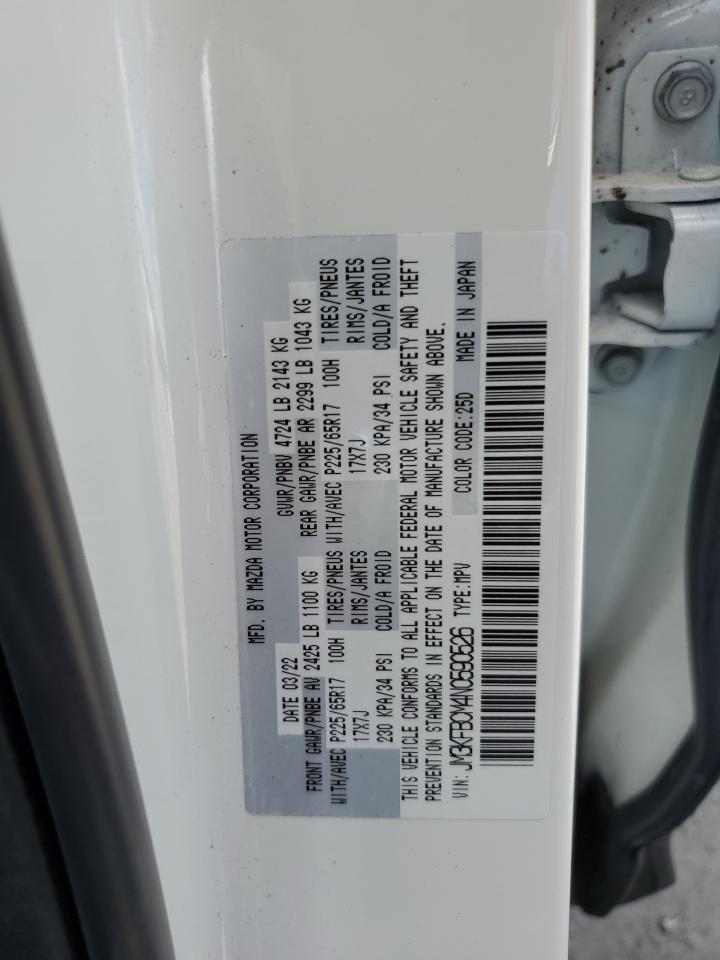 MFD. BY MAZDA MOTOR CORPORATION
DATE 03/22 GVWR/PNBV 4724 LB 2143 KG
FRONT GAWR/PNBE AV 2425 LB 1100 KG REAR GAWR/PNBE AR 2299 LB 1043 KG
WITH/AVEC P225/65R17 100H TIRES/PNEUS WITH/AVEC P225/65R17 100H TIRES/PNEUS
17X7J RIMS/JANTES 17X7J RIMS/JANTES
230 KPA/34 PSI COLD/A FROID 230 KPA/34 PSI COLD/A FROID
THIS VEHICLE CONFORMS TO ALL APPLICABLE FEDERAL MOTOR VEHICLE SAFETY AND THEFT
PREVENTION STANDARDS IN EFFECT ON THE DATE OF MANUFACTURE SHOWN ABOVE.
VIN: JM3KFBCM4N0590526 TYPE:MPV COLOR CODE:25D MADE IN JAPAN
8